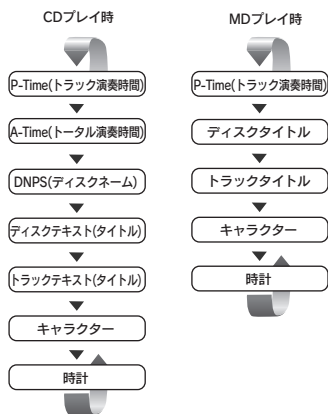 CDプレイ時
P-Time(トラック演奏時間)
A-Time(トータル演奏時間)
DNPS(ディスクネーム)
ディスクテキスト(タイトル)
トラックテキスト(タイトル)
キャラクター
時計
MDプレイ時
P-Time(トラック演奏時間)
ディスクタイトル
トラックタイトル
キャラクター
時計